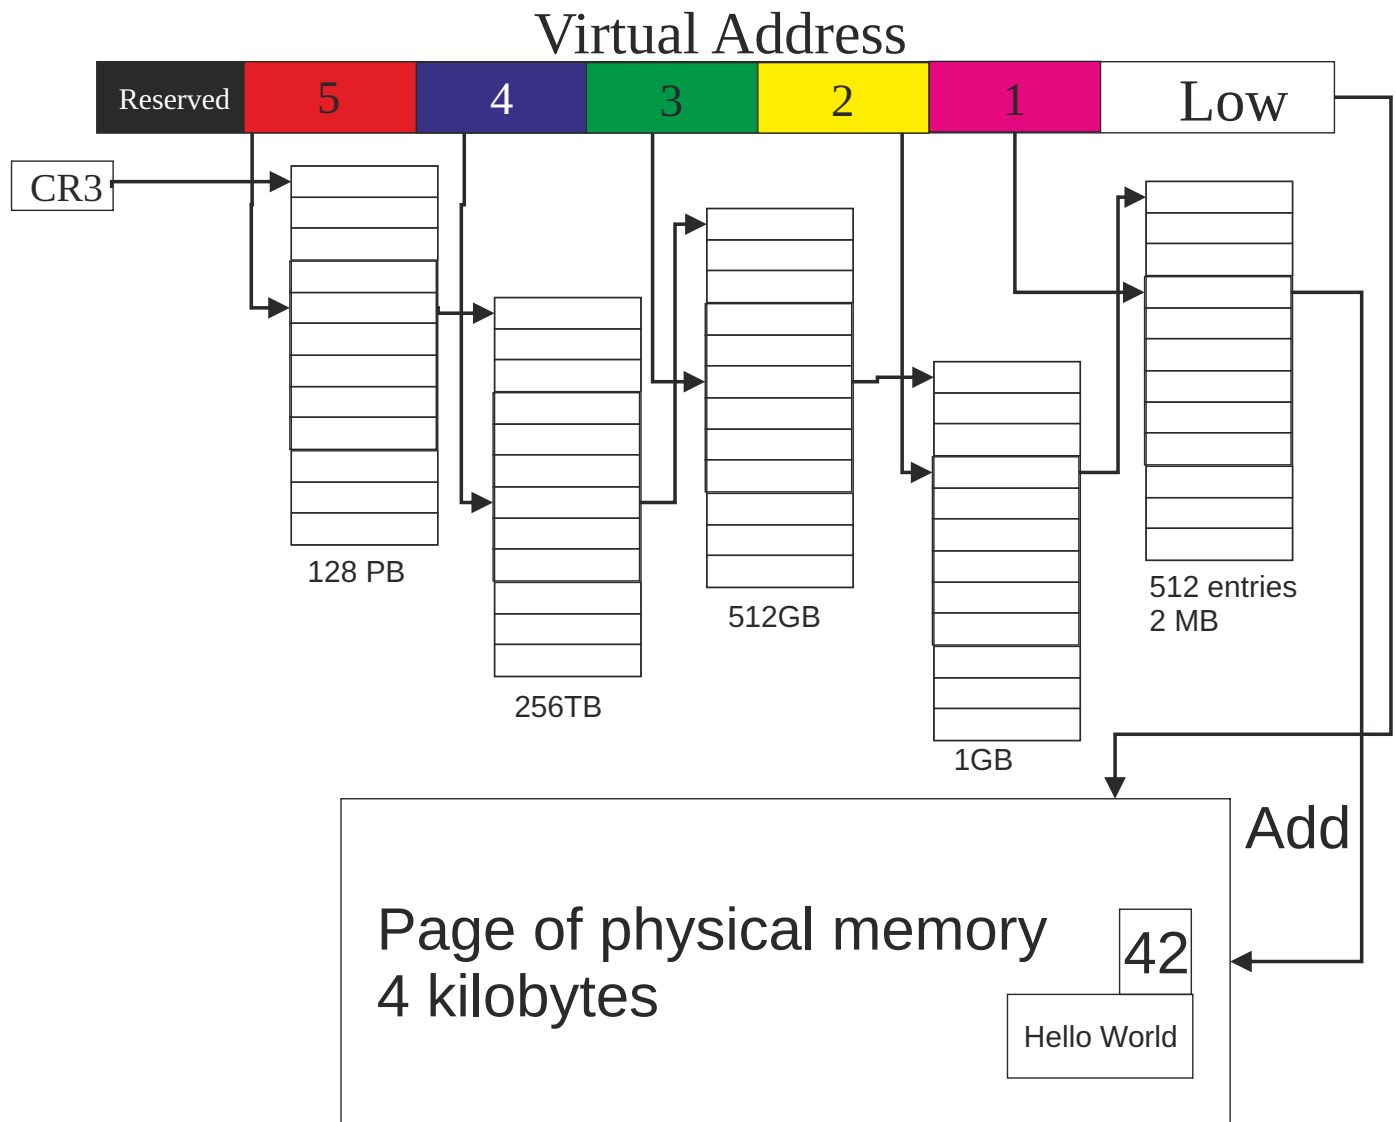 Virtual Address
Reserved
5
4
3
2
1
Low
CR3
128 PB
256TB
512GB
1GB
512 entries
2 MB
Add
Page of physical memory
4 kilobytes
42
Hello World